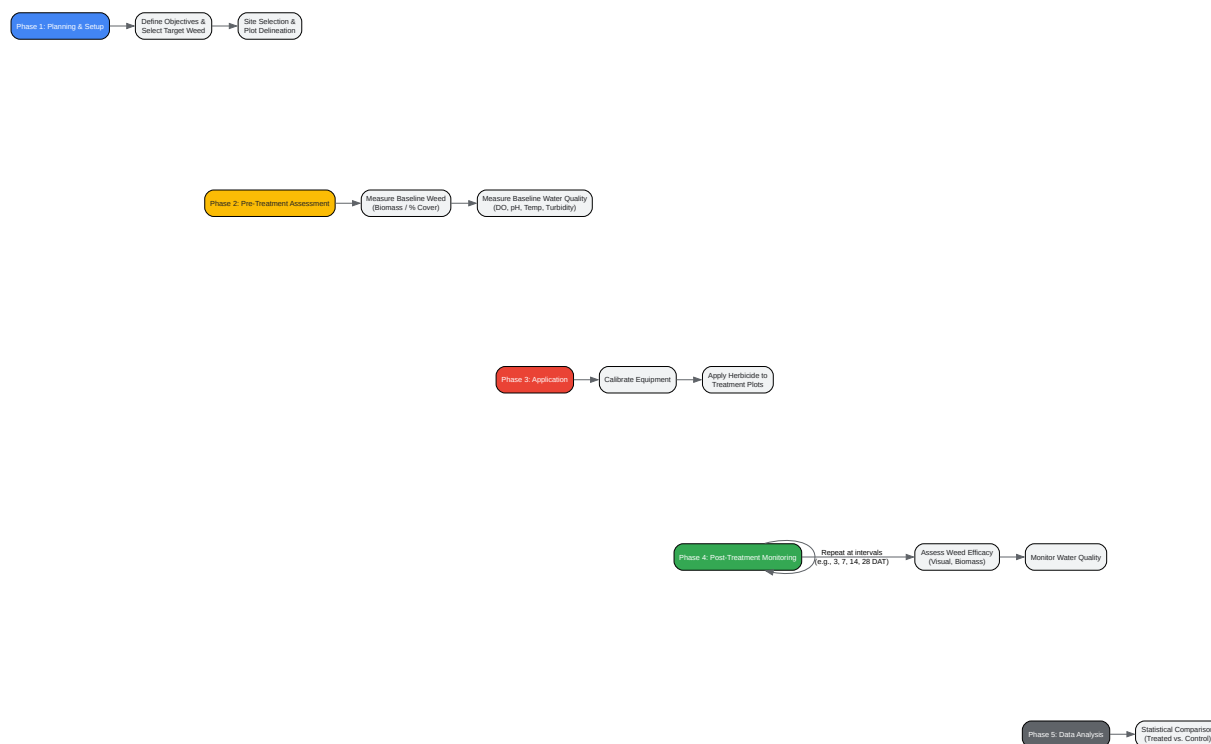 Phase 1: Planning & Setup
Define Objectives &
Select Target Weed
Site Selection &
Plot Delineation
Phase 2: Pre-Treatment Assessment
Measure Baseline Weed
(Biomass / % Cover)
Measure Baseline Water Quality
(DO, pH, Temp, Turbidity)
Phase 3: Application
Calibrate Equipment
Apply Herbicide to
Treatment Plots
Phase 4: Post-Treatment Monitoring
Repeat at intervals
(e.g., 3, 7, 14, 28 DAT)
Assess Weed Efficacy
(Visual, Biomass)
Monitor Water Quality
Phase 5: Data Analysis
Statistical Comparison
(Treated vs. Control)